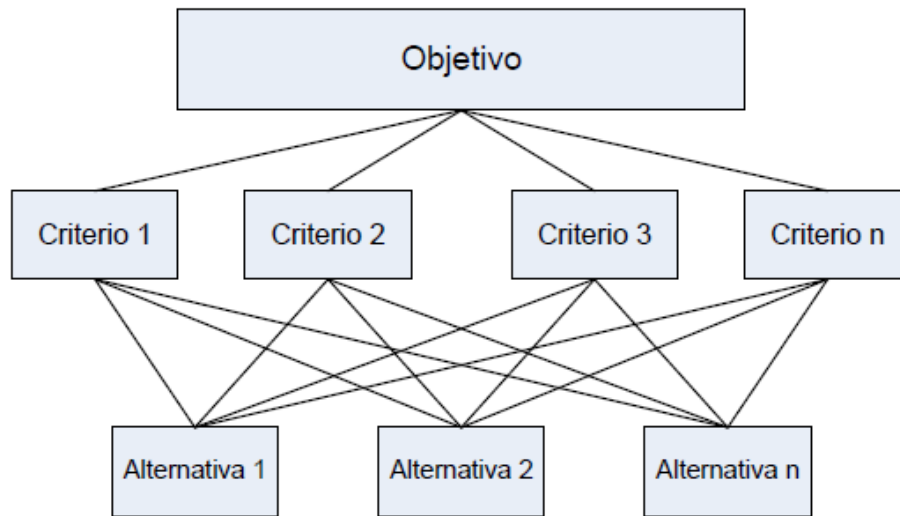 Objetivo
Criterio 1
Criterio 2
Criterio 3
Criterio n
Alternativa 1
Alternativa 2
Alternativa n